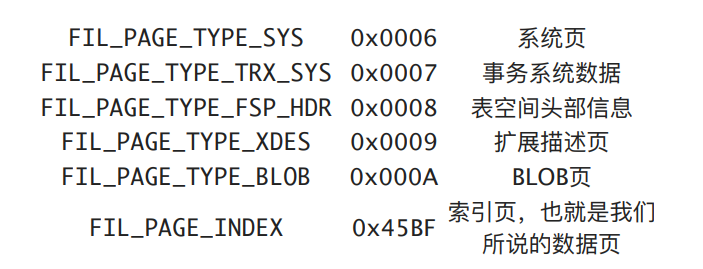 FIL_PAGE_TYPE_SYS 0x0006 系统页
FIL_PAGE_TYPE_TRX_SYS 0x0007 事务系统数据
FIL_PAGE_TYPE_FSP_HDR 0x0008 表空间头部信息
FIL_PAGE_TYPE_XDES 0x0009 扩展描述页
FIL_PAGE_TYPE_BLOB 0x000A BLOB页
FIL_PAGE_INDEX 0x45BF 索引页，也就是我们
所说的数据页